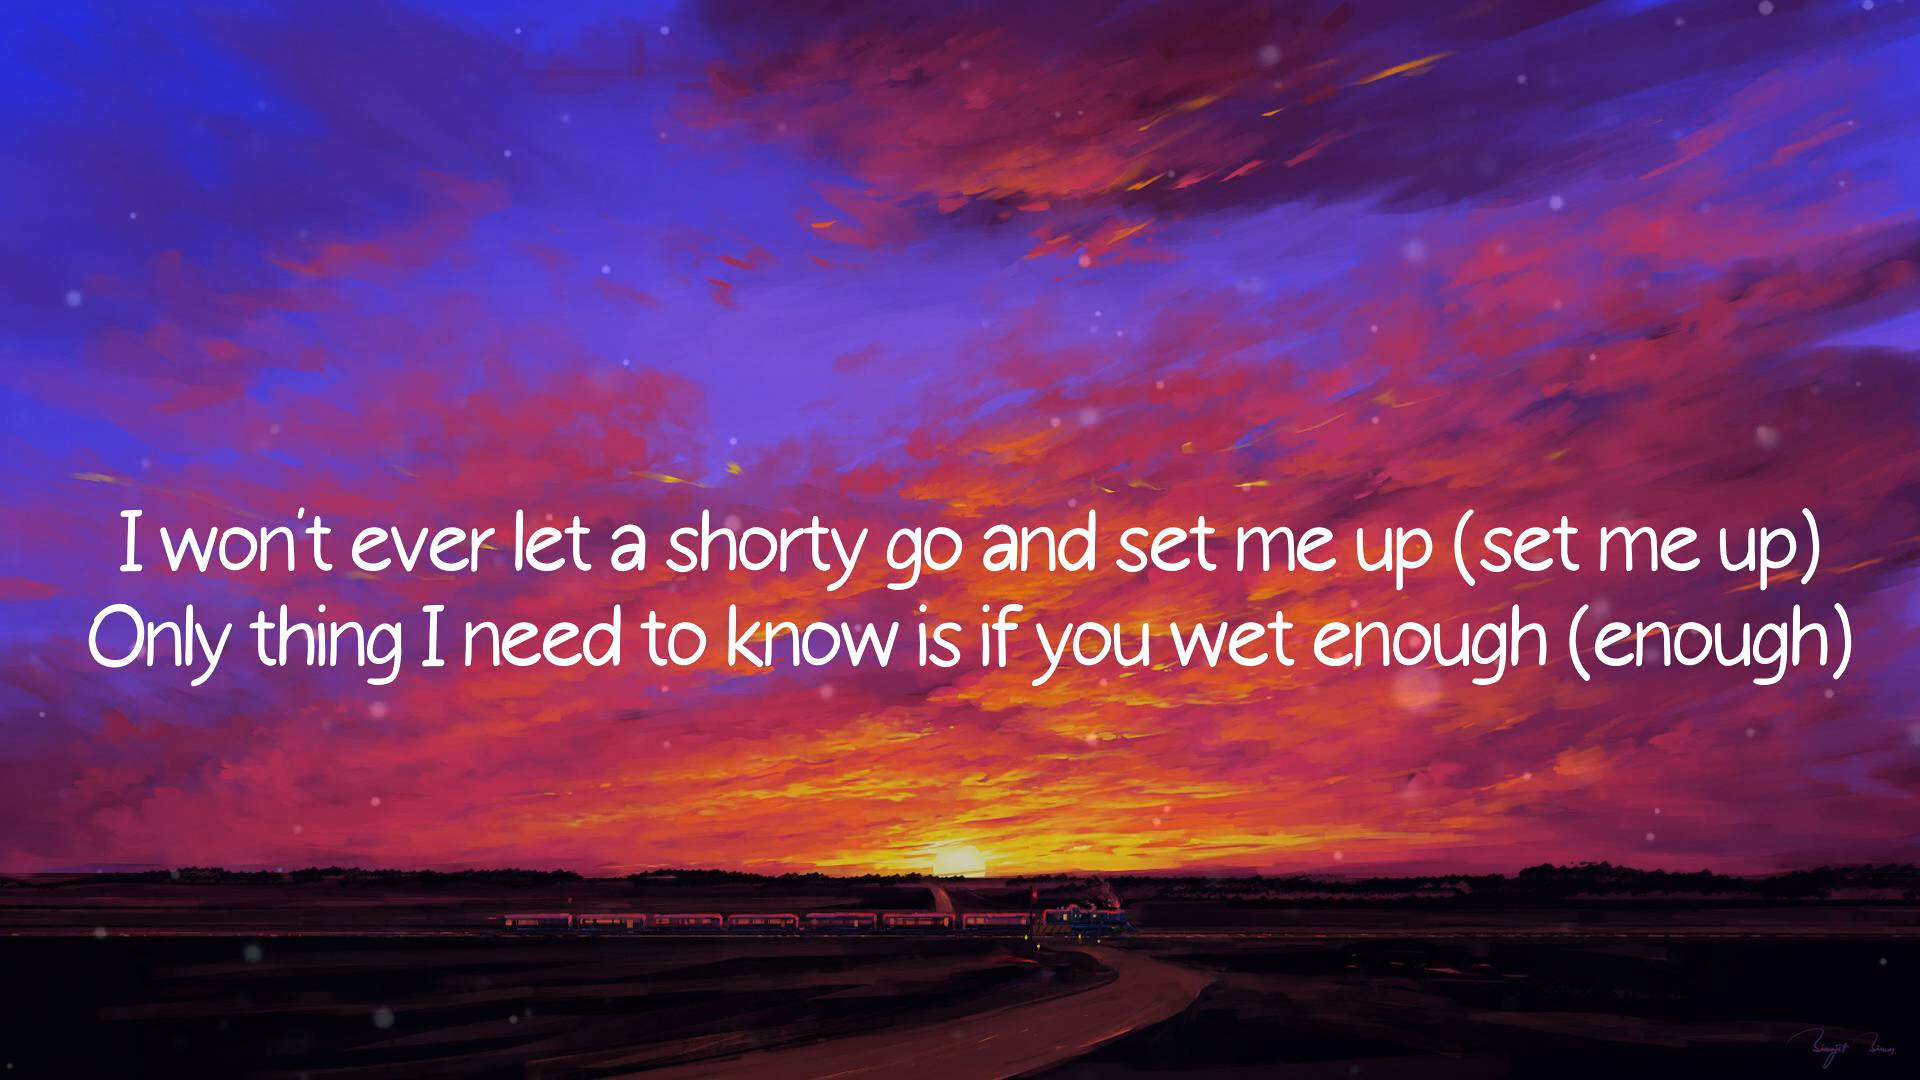 I won't ever let a shorty go and set me up (set me up)
Only thing I need to know is if you wet enough (enough)